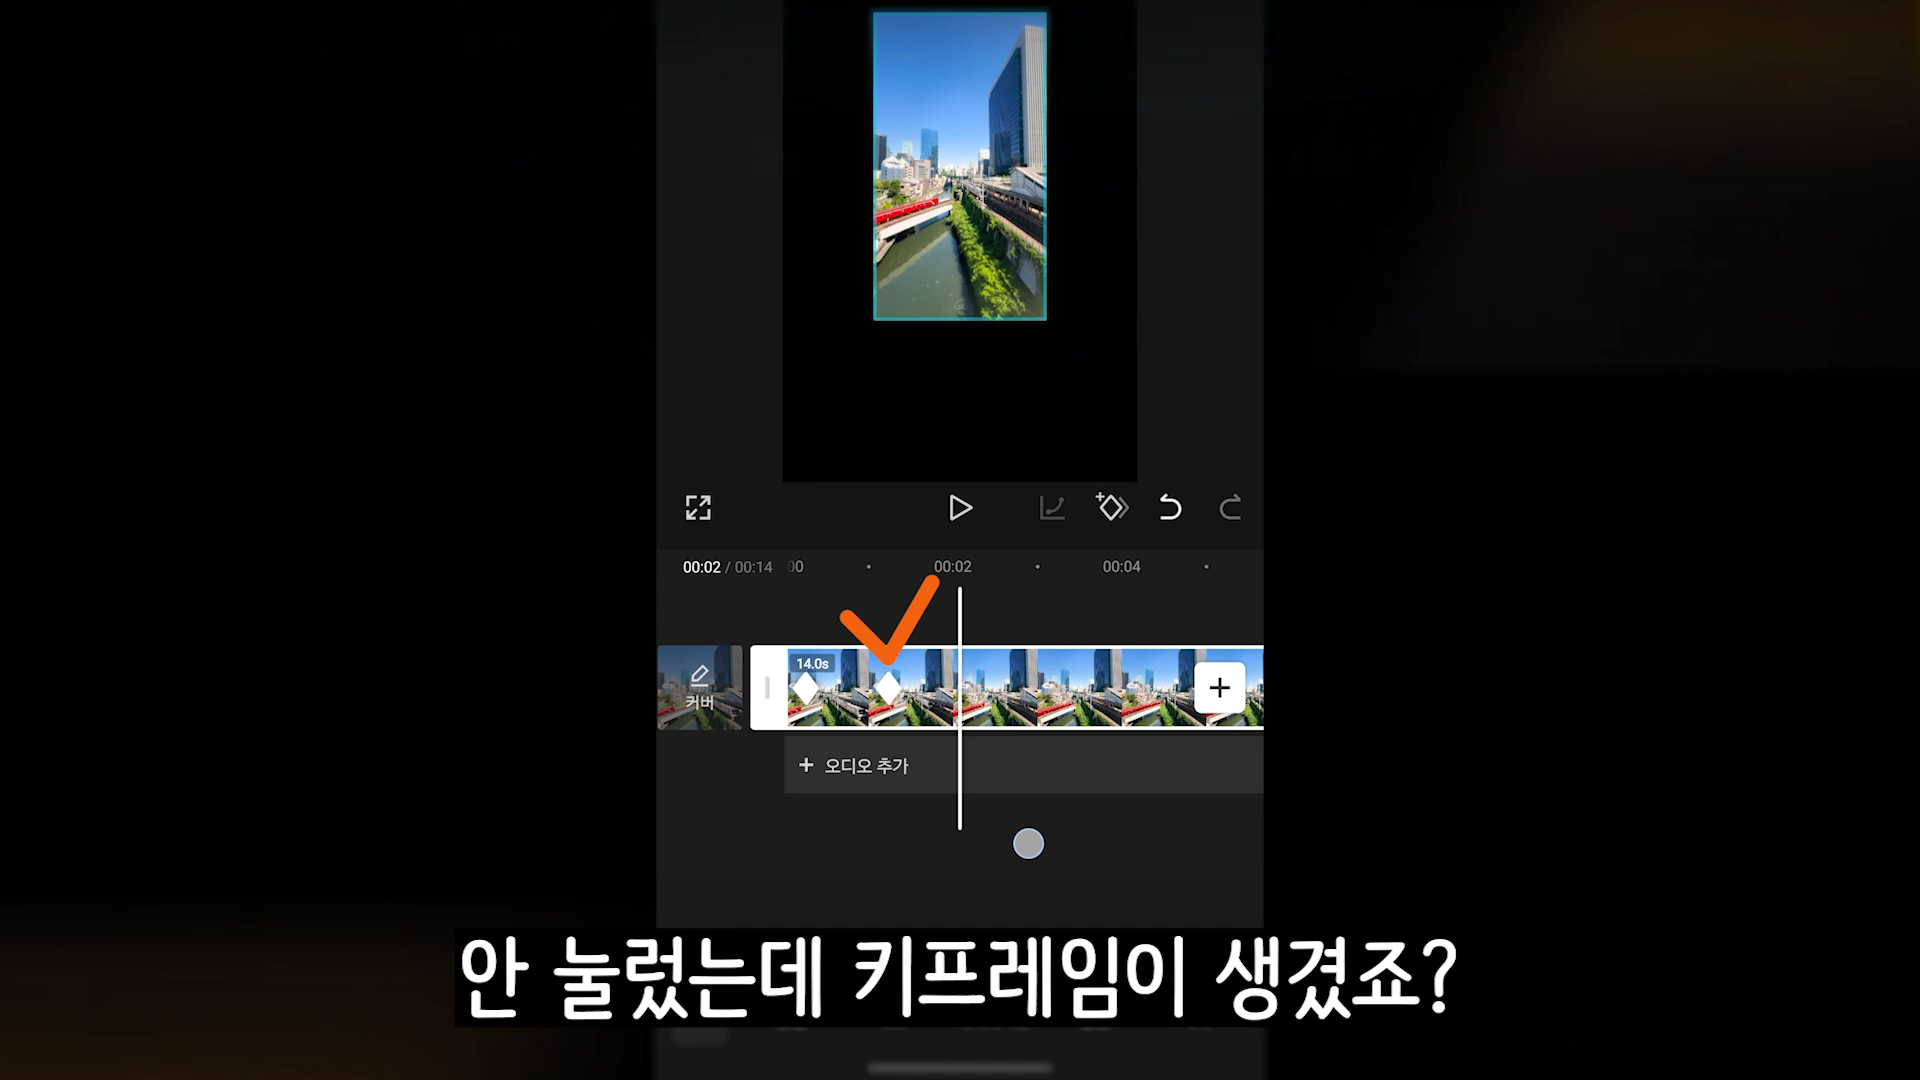 00:02 / 00:14
00
00:02
00:04
14.0s
커버
+ 오디오 추가
안 눌렀는데 키프레임이 생겼죠?